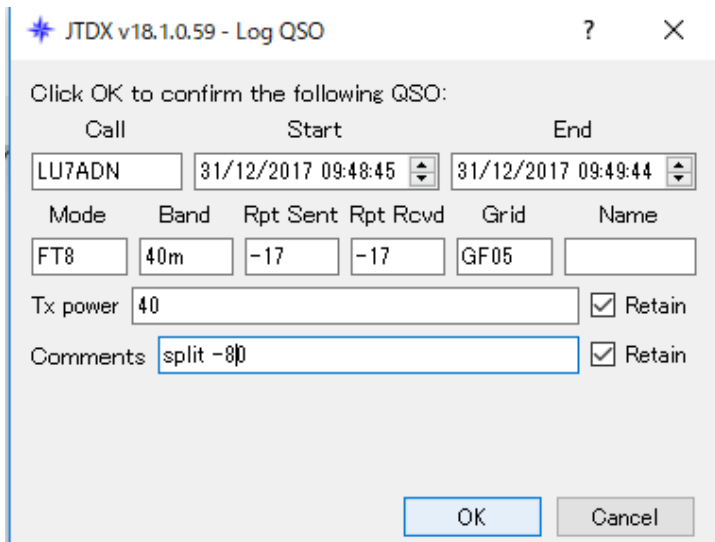 JTDX v18.1.0.59 - Log QSO
Click OK to confirm the following QSO:
Call Start End
LU7ADN 31/12/2017 09:48:45 31/12/2017 09:49:44
Mode Band Rpt Sent Rpt Rcvd Grid Name
FT8 40m -17 -17 GF05
Tx power 40 Retain
Comments split -80 Retain
OK Cancel